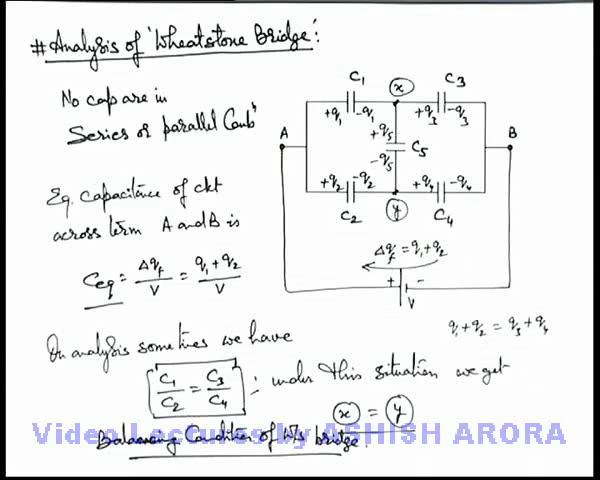 # Analysis of 'Wheatstone Bridge':
No cap are in
Series or parallel Comb^n
Eq. capacitance of ckt
across term A and B is
Ceq = Δq_f / V = q₁ + q₂ / V
C₁ C₃
x
+q₁ -q₁ +q₃ -q₃
A +q₅ B
C₅
-q₅
+q₂ -q₂ +q₄ -q₄
C₂ y C₄
Δq_f = q₁+q₂
+ -
V
q₁+q₂ = q₃+q₄
In analysis sometimes we have
C₁/C₂ = C₃/C₄ : under this situation we get
x = y
Balancing Condition of W/s bridge.
Video Lectures by ASHISH ARORA